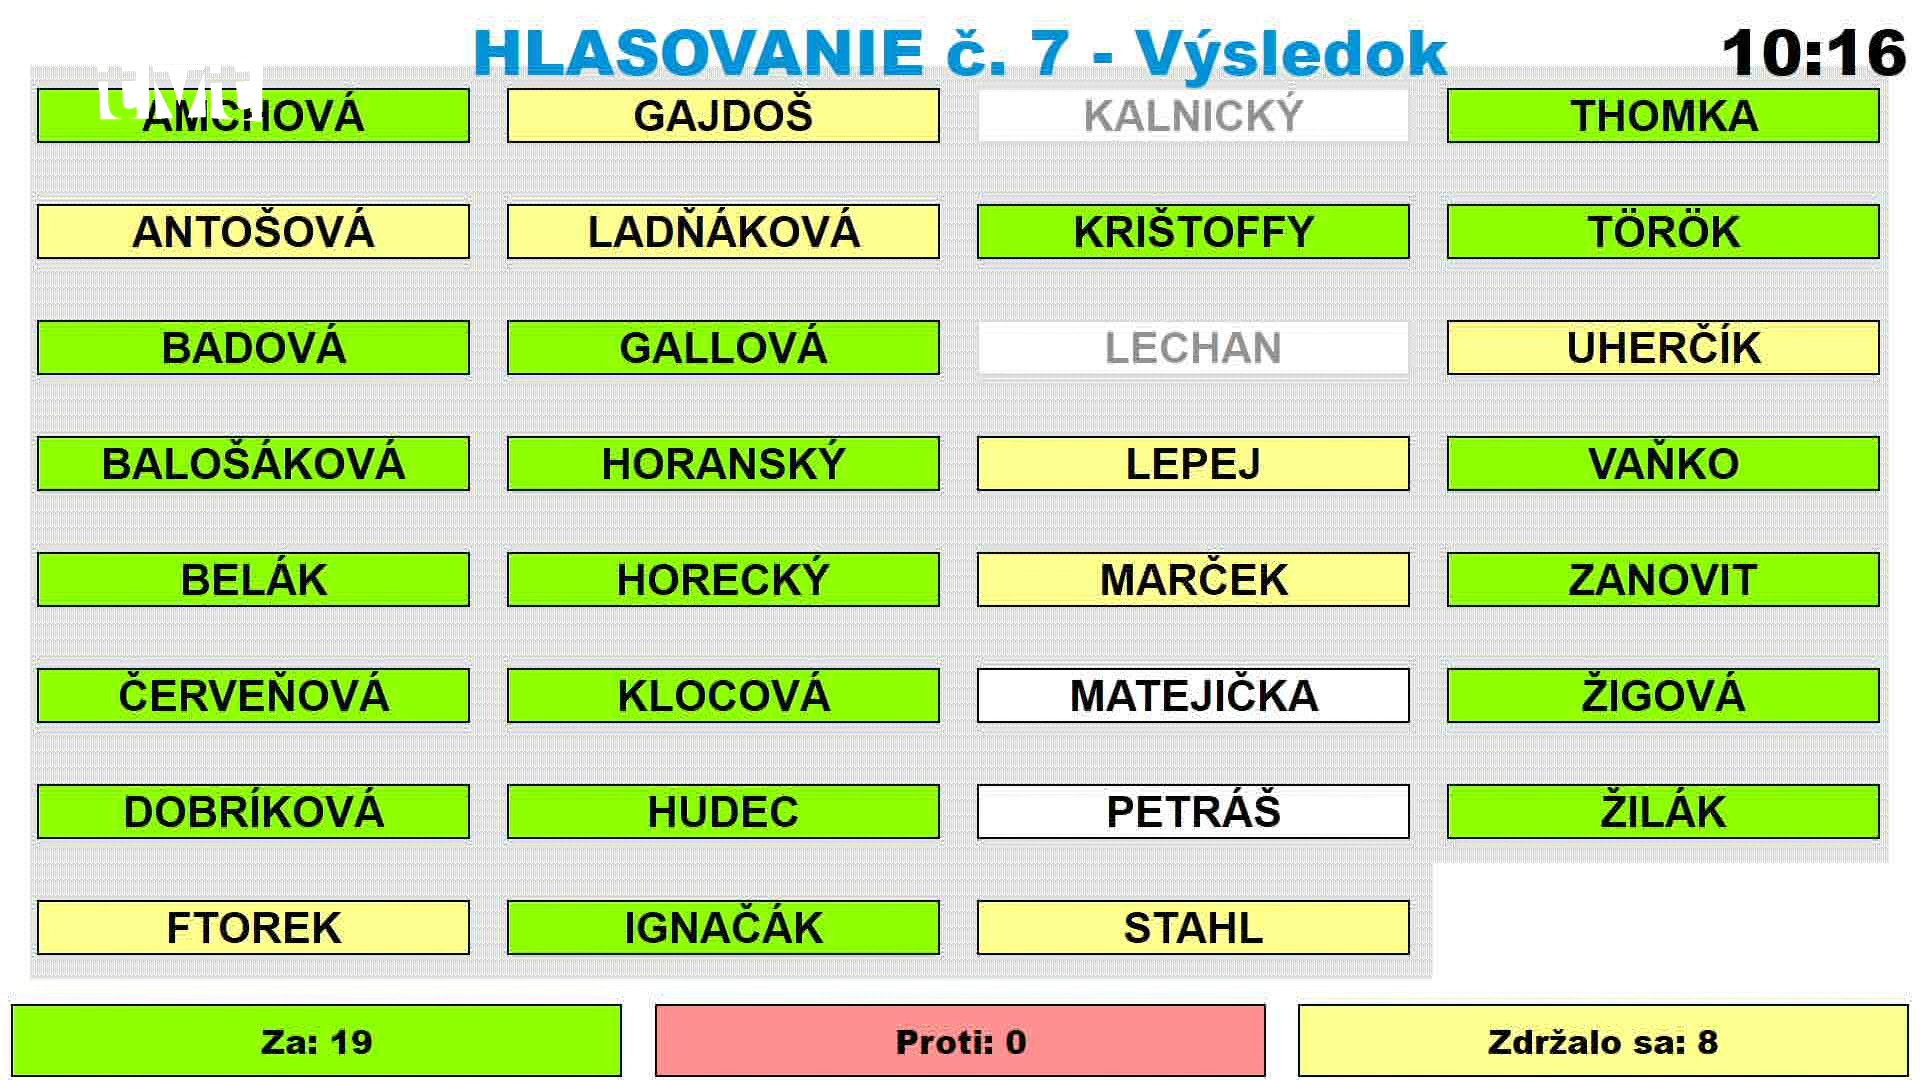 HLASOVANIE č. 7 - Výsledok 10:16
tvt
GAJDOŠ KALNICKÝ THOMKA
ANTOŠOVÁ LADŇÁKOVÁ KRIŠTOFFY TÖRÖK
BADOVÁ GALLOVÁ LECHAN UHERČÍK
BALOŠÁKOVÁ HORANSKÝ LEPEJ VAŇKO
BELÁK HORECKÝ MARČEK ZANOVIT
ČERVEŇOVÁ KLOCOVÁ MATEJIČKA ŽIGOVÁ
DOBRÍKOVÁ HUDEC PETRÁŠ ŽILÁK
FTOREK IGNAČÁK STAHL
Za: 19 Proti: 0 Zdržalo sa: 8